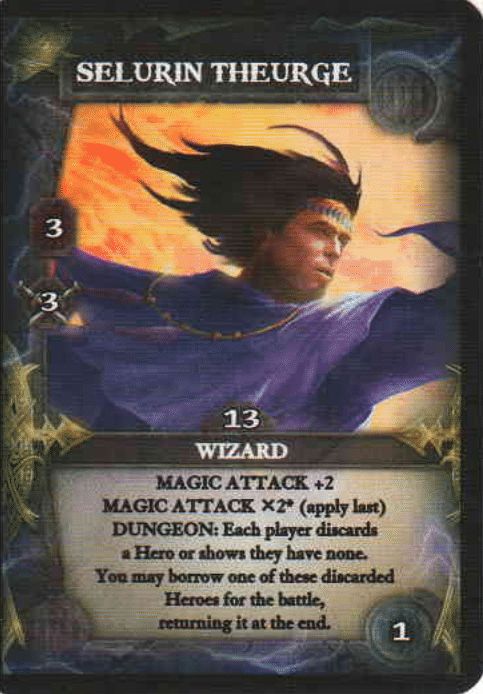 SELURIN THEURGE
3
3
13
WIZARD
MAGIC ATTACK +2
MAGIC ATTACK ×2* (apply last)
DUNGEON: Each player discards
a Hero or shows they have none.
You may borrow one of these discarded
Heroes for the battle,
returning it at the end.
1